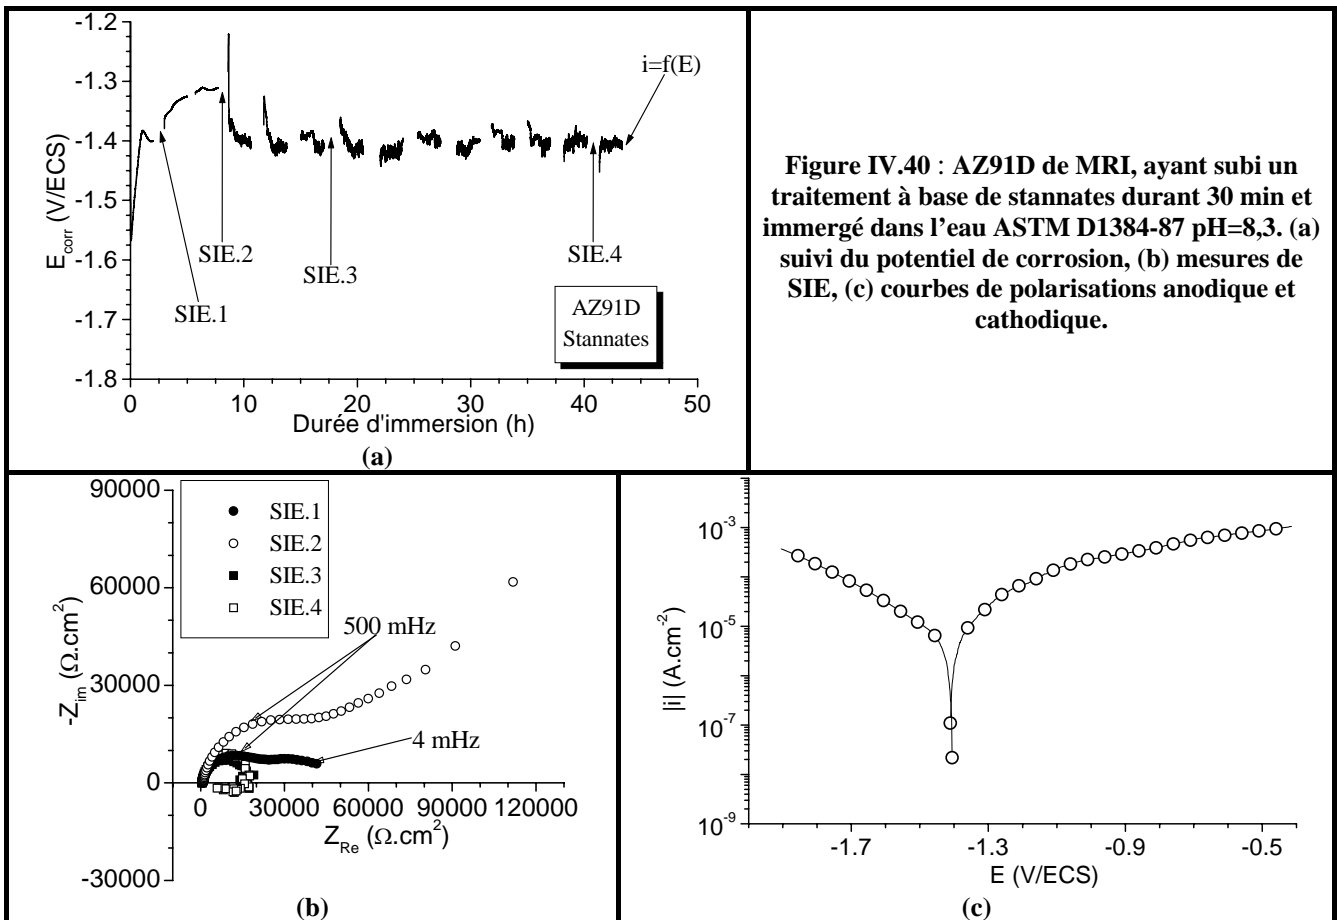 -1.2
-1.3
-1.4
-1.5
-1.6
-1.7
-1.8
E_corr (V/ECS)
i=f(E)
SIE.1
SIE.2
SIE.3
SIE.4
AZ91D
Stannates
0 10 20 30 40 50
Durée d'immersion (h)
(a)
Figure IV.40 : AZ91D de MRI, ayant subi un
traitement à base de stannates durant 30 min et
immergé dans l’eau ASTM D1384-87 pH=8,3. (a)
suivi du potentiel de corrosion, (b) mesures de
SIE, (c) courbes de polarisations anodique et
cathodique.
90000
60000
30000
0
-30000
-Z_im (Ω.cm²)
SIE.1
SIE.2
SIE.3
SIE.4
500 mHz
4 mHz
0 30000 60000 90000 120000
Z_Re (Ω.cm²)
(b)
10⁻³
10⁻⁵
10⁻⁷
10⁻⁹
|i| (A.cm⁻²)
-1.7 -1.3 -0.9 -0.5
E (V/ECS)
(c)